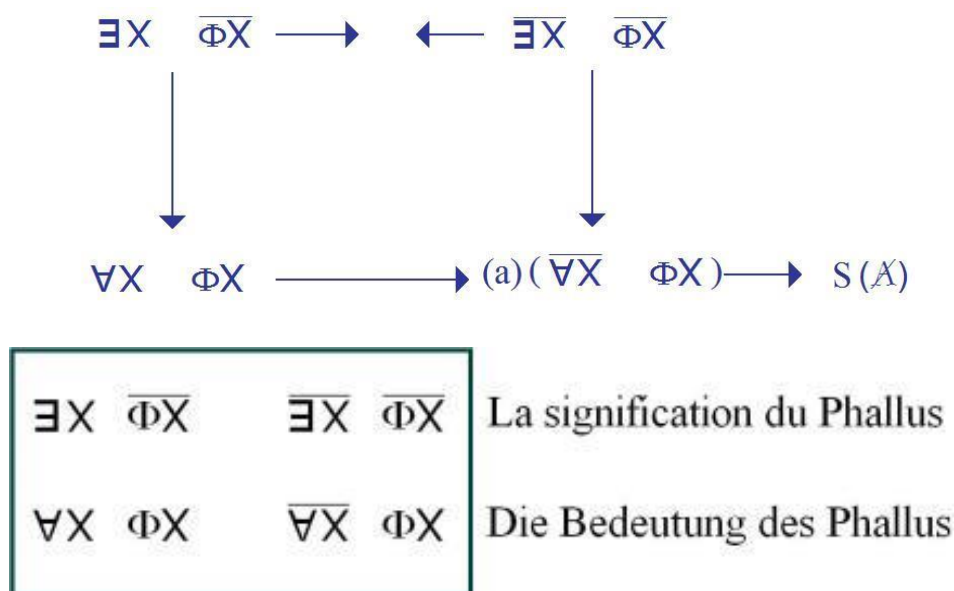 ∃X Φ̅X̅ → ← ∃̅X̅ Φ̅X̅
∀X ΦX → (a)(∀̅X̅ ΦX) → S(A̸)
∃X Φ̅X̅ ∃̅X̅ Φ̅X̅ La signification du Phallus
∀X ΦX ∀̅X̅ ΦX Die Bedeutung des Phallus